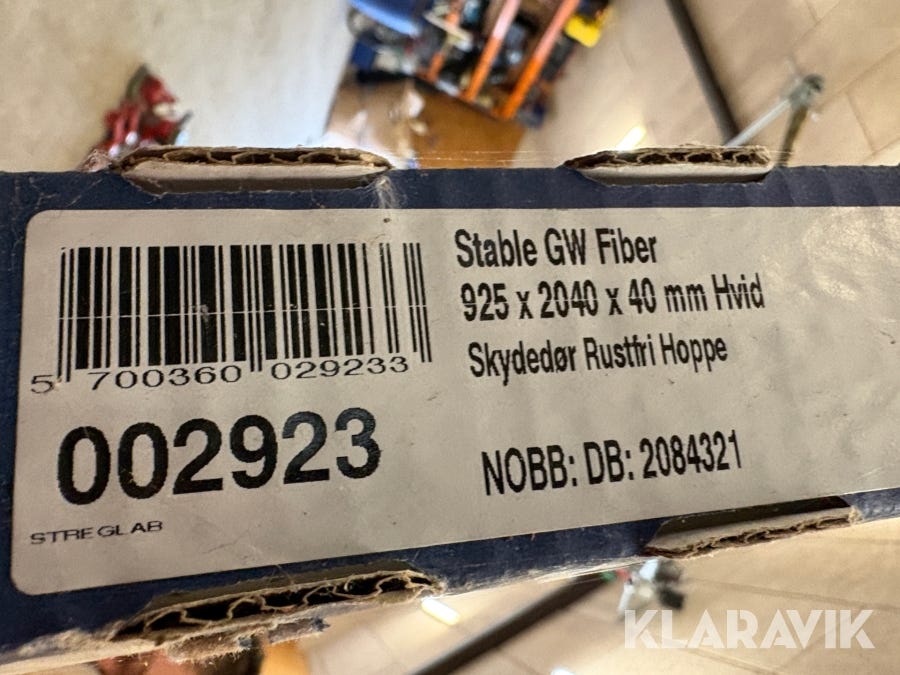 Stable GW Fiber
925 x 2040 x 40 mm Hvid
Skydedør Rustfri Hoppe
5 700360 029233
002923
NOBB: DB: 2084321
STREGLAB
KLARAVIK